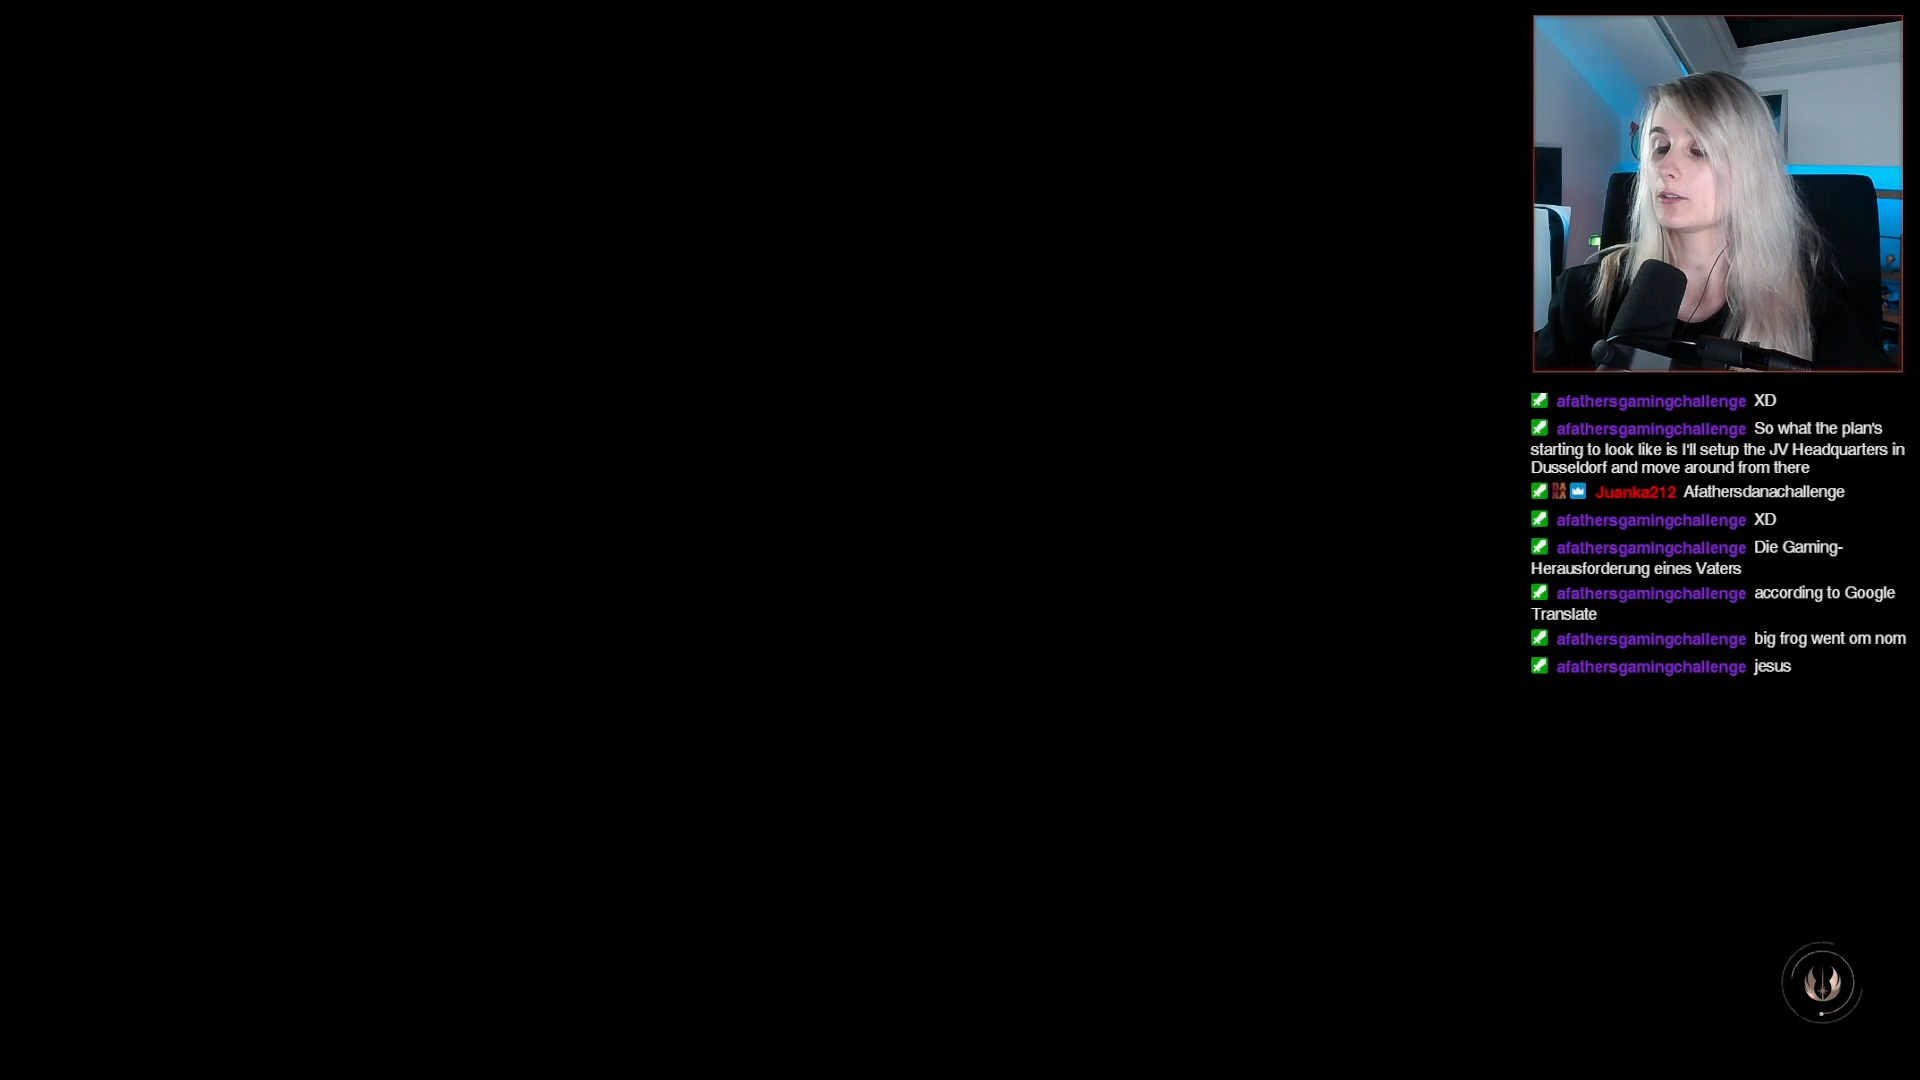 afathersgamingchallenge XD
afathersgamingchallenge So what the plan's
starting to look like is I'll setup the JV Headquarters in
Dusseldorf and move around from there
DANA Juanka212 Afathersdanachallenge
afathersgamingchallenge XD
afathersgamingchallenge Die Gaming-
Herausforderung eines Vaters
afathersgamingchallenge according to Google
Translate
afathersgamingchallenge big frog went om nom
afathersgamingchallenge jesus